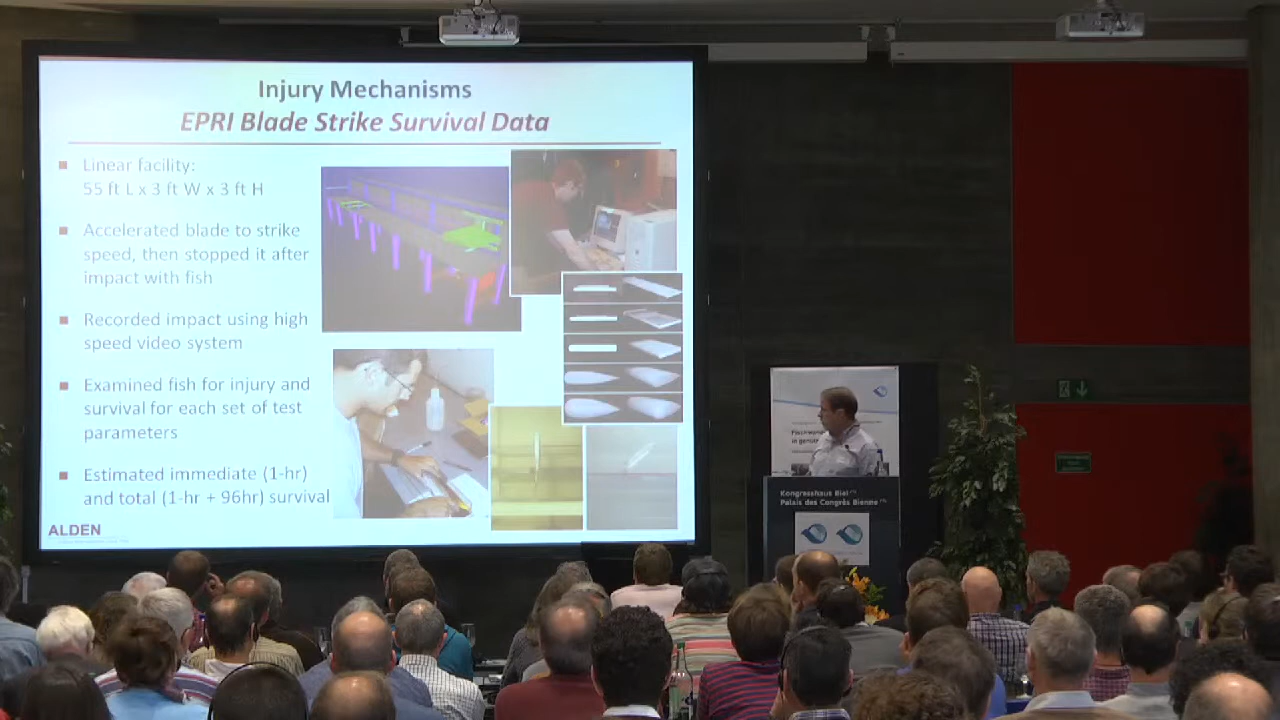 Injury Mechanisms
EPRI Blade Strike Survival Data
Linear facility:
55 ft L x 3 ft W x 3 ft H
Accelerated blade to strike
speed, then stopped it after
impact with fish
Recorded impact using high
speed video system
Examined fish for injury and
survival for each set of test
parameters
Estimated immediate (1-hr)
and total (1-hr + 96hr) survival
ALDEN
Kongresshaus Biel
Palais des Congrès Bienne